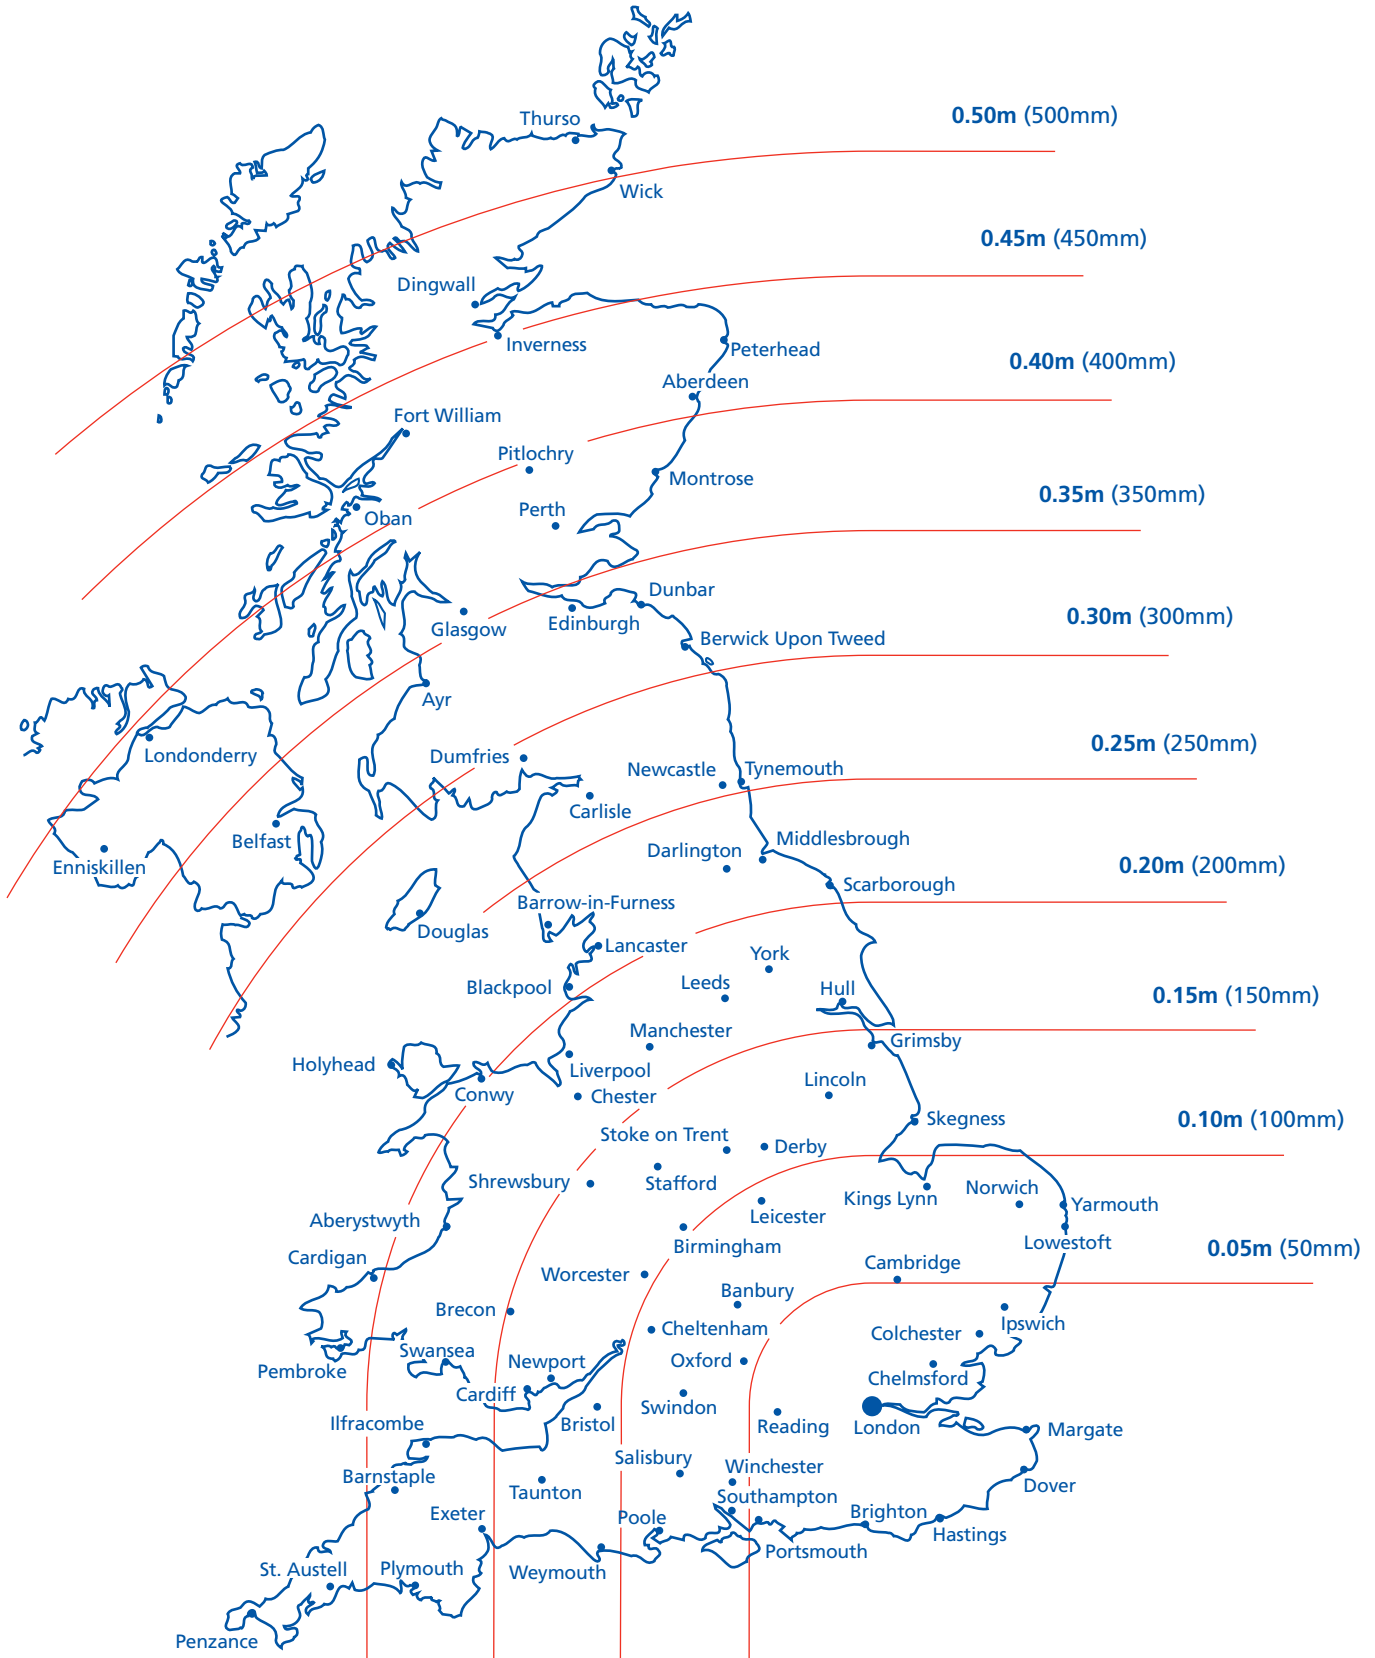 Thurso
0.50m (500mm)
Wick
0.45m (450mm)
Dingwall
Inverness
Peterhead
0.40m (400mm)
Aberdeen
Fort William
Pitlochry
Montrose
0.35m (350mm)
Perth
Oban
Dunbar
0.30m (300mm)
Edinburgh
Glasgow
Berwick Upon Tweed
Ayr
0.25m (250mm)
Londonderry
Dumfries
Newcastle
Tynemouth
Carlisle
Middlesbrough
Belfast
Darlington
0.20m (200mm)
Enniskillen
Scarborough
Barrow-in-Furness
Douglas
Lancaster
York
Leeds
Blackpool
Hull
0.15m (150mm)
Manchester
Grimsby
Holyhead
Liverpool
Lincoln
Conwy
Chester
Skegness
0.10m (100mm)
Stoke on Trent
Derby
Shrewsbury
Stafford
Kings Lynn
Norwich
Yarmouth
Leicester
Aberystwyth
Birmingham
Lowestoft
0.05m (50mm)
Cardigan
Cambridge
Worcester
Banbury
Brecon
Ipswich
Cheltenham
Colchester
Swansea
Newport
Oxford
Pembroke
Chelmsford
Cardiff
Swindon
Ilfracombe
Bristol
Reading
London
Margate
Salisbury
Winchester
Barnstaple
Dover
Taunton
Southampton
Exeter
Poole
Brighton
Hastings
Portsmouth
St. Austell
Plymouth
Weymouth
Penzance